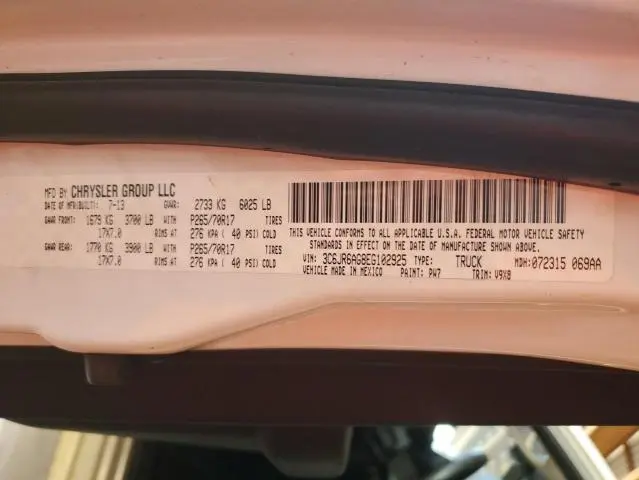 MFD BY CHRYSLER GROUP LLC
DATE OF MFR(BUILT): 7-13 GVWR: 2733 KG 6025 LB
GAWR FRONT: 1679 KG 3700 LB WITH P265/70R17 TIRES
17X7.0 RIMS AT 276 KPA ( 40 PSI) COLD
GAWR REAR: 1770 KG 3900 LB WITH P265/70R17 TIRES
17X7.0 RIMS AT 276 KPA ( 40 PSI) COLD
THIS VEHICLE CONFORMS TO ALL APPLICABLE U.S.A. FEDERAL MOTOR VEHICLE SAFETY
STANDARDS IN EFFECT ON THE DATE OF MANUFACTURE SHOWN ABOVE.
VIN: 3C6JR6AG8EG102925 TYPE: TRUCK MDH: 072315 069AA
VEHICLE MADE IN MEXICO PAINT: PW7 TRIM: V9X8